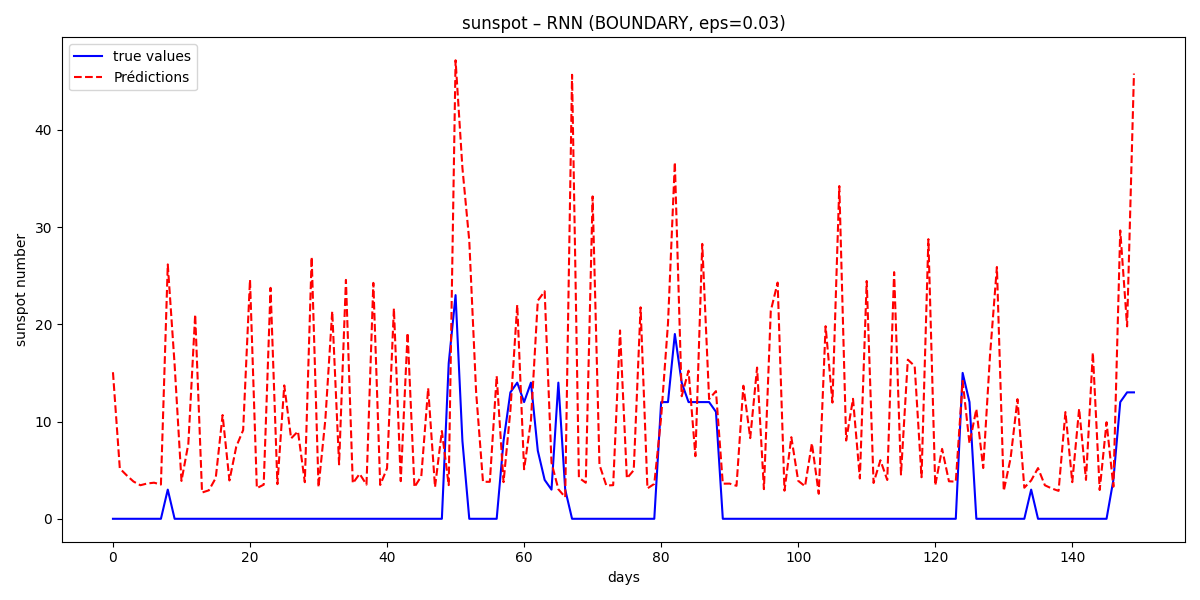 sunspot – RNN (BOUNDARY, eps=0.03)
true values
Prédictions
sunspot number
40
30
20
10
0
0 20 40 60 80 100 120 140
days